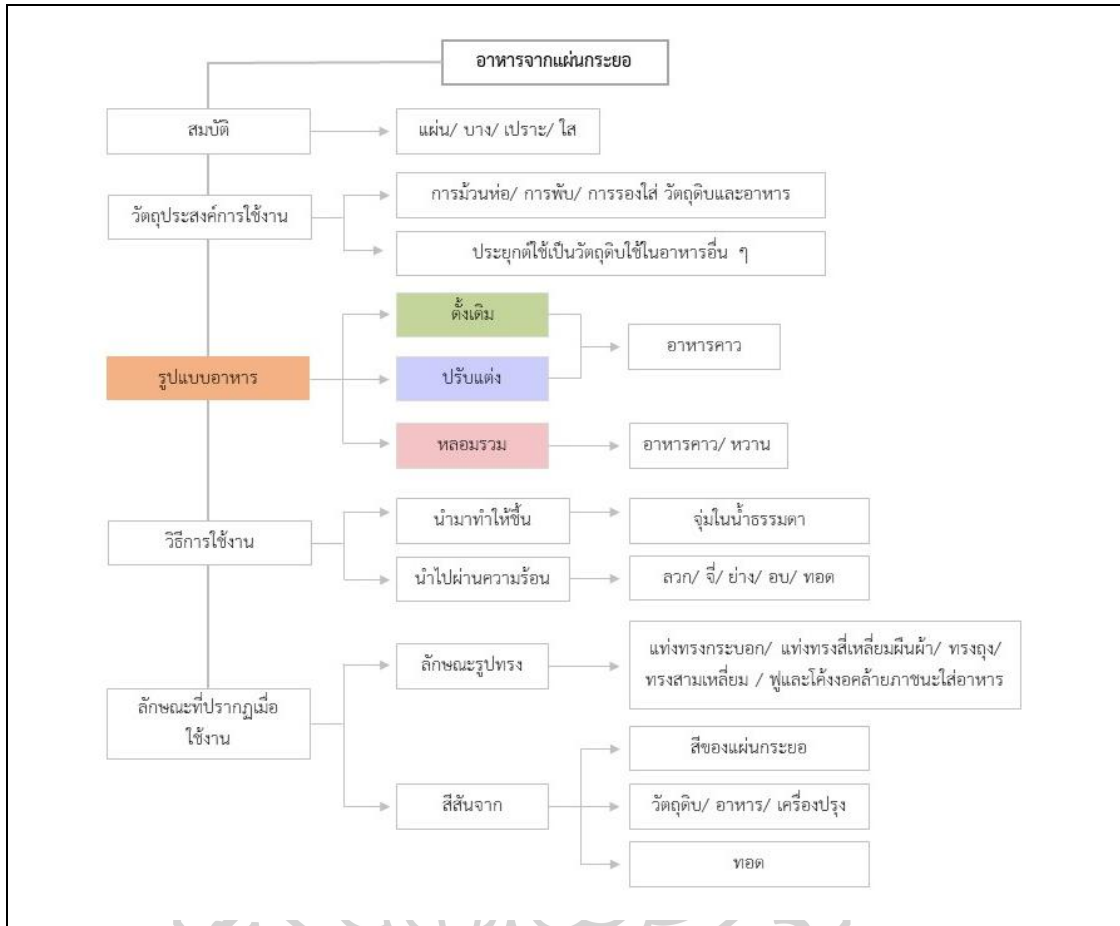 อาหารจากแผ่นกระยอ
สมบัติ
แผ่น/ บาง/ เปราะ/ ใส
วัตถุประสงค์การใช้งาน
การม้วนห่อ/ การพับ/ การรองใส่ วัตถุดิบและอาหาร
ประยุกต์ใช้เป็นวัตถุดิบใช้ในอาหารอื่น ๆ
รูปแบบอาหาร
ดั้งเดิม
ปรับแต่ง
อาหารคาว
หลอมรวม
อาหารคาว/ หวาน
วิธีการใช้งาน
นำมาทำให้ชื้น
จุ่มในน้ำธรรมดา
นำไปผ่านความร้อน
ลวก/ จี่/ ย่าง/ อบ/ ทอด
ลักษณะที่ปรากฏเมื่อ
ใช้งาน
ลักษณะรูปทรง
แท่งทรงกระบอก/ แท่งทรงสี่เหลี่ยมผืนผ้า/ ทรงถุง/
ทรงสามเหลี่ยม / ฟูและโค้งงอคล้ายภาชนะใส่อาหาร
สีสันจาก
สีของแผ่นกระยอ
วัตถุดิบ/ อาหาร/ เครื่องปรุง
ทอด